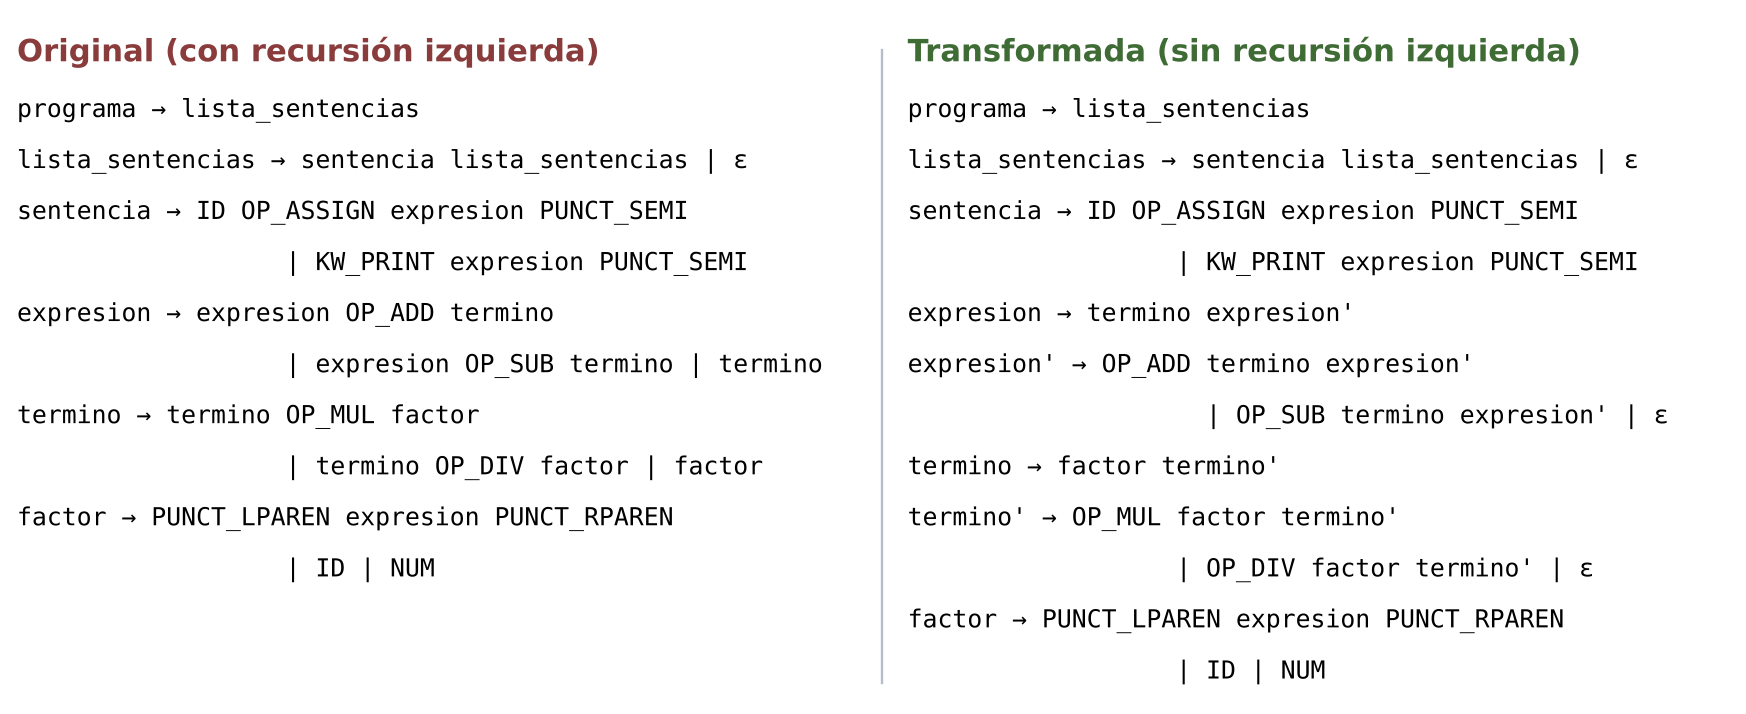 Original (con recursión izquierda)
programa → lista_sentencias
lista_sentencias → sentencia lista_sentencias | ε
sentencia → ID OP_ASSIGN expresion PUNCT_SEMI
| KW_PRINT expresion PUNCT_SEMI
expresion → expresion OP_ADD termino
| expresion OP_SUB termino | termino
termino → termino OP_MUL factor
| termino OP_DIV factor | factor
factor → PUNCT_LPAREN expresion PUNCT_RPAREN
| ID | NUM
Transformada (sin recursión izquierda)
programa → lista_sentencias
lista_sentencias → sentencia lista_sentencias | ε
sentencia → ID OP_ASSIGN expresion PUNCT_SEMI
| KW_PRINT expresion PUNCT_SEMI
expresion → termino expresion'
expresion' → OP_ADD termino expresion'
| OP_SUB termino expresion' | ε
termino → factor termino'
termino' → OP_MUL factor termino'
| OP_DIV factor termino' | ε
factor → PUNCT_LPAREN expresion PUNCT_RPAREN
| ID | NUM